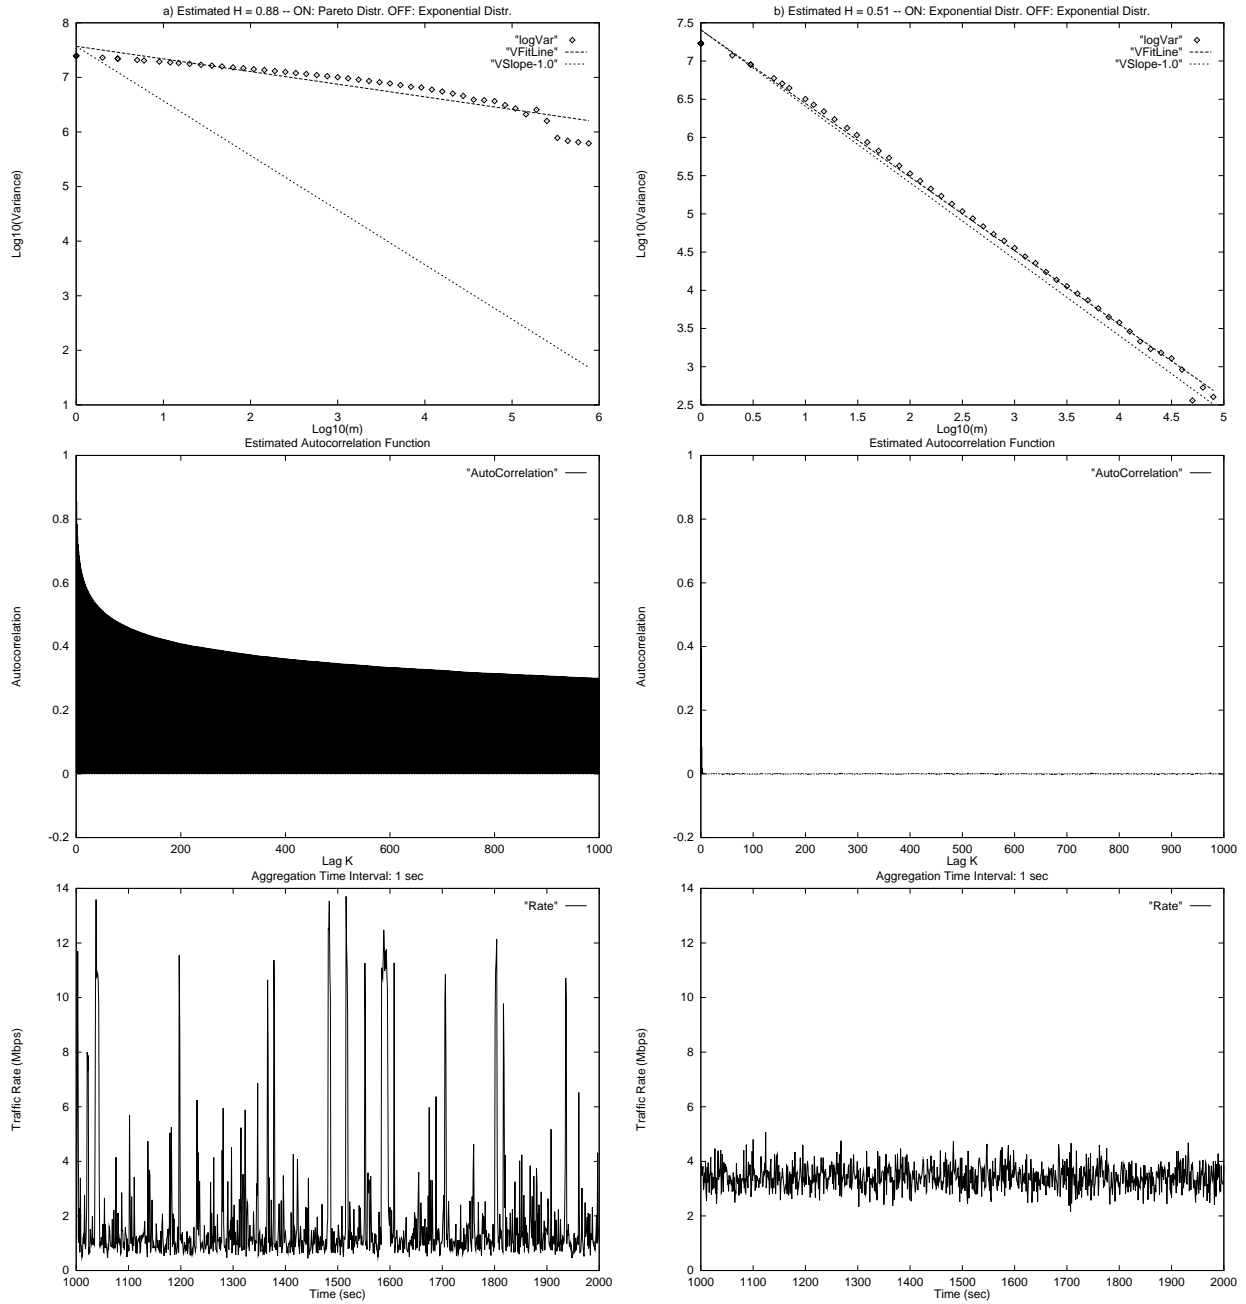 a) Estimated H = 0.88 -- ON: Pareto Distr. OFF: Exponential Distr.
"logVar"
"VFitLine"
"VSlope-1.0"
Log10(Variance)
8
7
6
5
4
3
2
1
0 1 2 3 4 5 6
Log10(m)
b) Estimated H = 0.51 -- ON: Exponential Distr. OFF: Exponential Distr.
"logVar"
"VFitLine"
"VSlope-1.0"
Log10(Variance)
7.5
7
6.5
6
5.5
5
4.5
4
3.5
3
2.5
0 0.5 1 1.5 2 2.5 3 3.5 4 4.5 5
Log10(m)
Estimated Autocorrelation Function
"AutoCorrelation"
Autocorrelation
1
0.8
0.6
0.4
0.2
0
-0.2
0 200 400 600 800 1000
Lag K
Estimated Autocorrelation Function
"AutoCorrelation"
Autocorrelation
1
0.8
0.6
0.4
0.2
0
-0.2
0 100 200 300 400 500 600 700 800 900 1000
Lag K
Aggregation Time Interval: 1 sec
"Rate"
Traffic Rate (Mbps)
14
12
10
8
6
4
2
0
1000 1100 1200 1300 1400 1500 1600 1700 1800 1900 2000
Time (sec)
Aggregation Time Interval: 1 sec
"Rate"
Traffic Rate (Mbps)
14
12
10
8
6
4
2
0
1000 1100 1200 1300 1400 1500 1600 1700 1800 1900 2000
Time (sec)